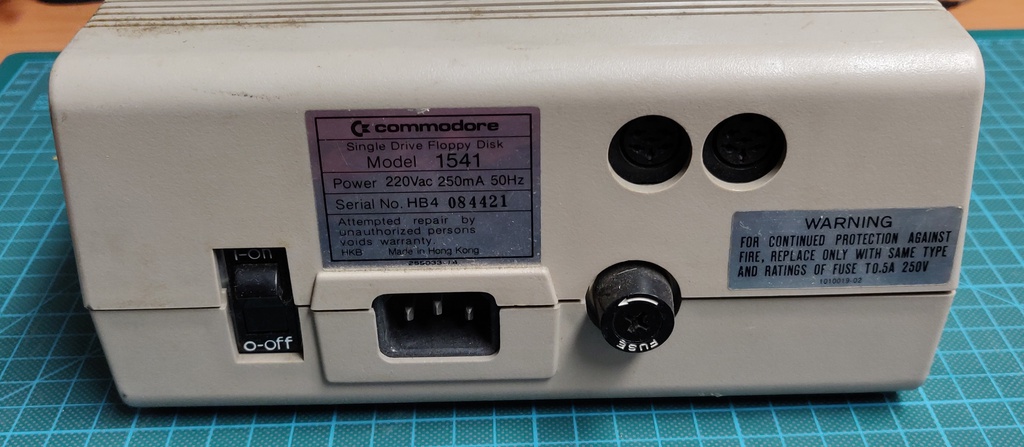 commodore
Single Drive Floppy Disk
Model 1541
Power 220Vac 250mA 50Hz
Serial No. HB4 084421
Attempted repair by
unauthorized persons
voids warranty.
HKB Made in Hong Kong
WARNING
FOR CONTINUED PROTECTION AGAINST
FIRE, REPLACE ONLY WITH SAME TYPE
AND RATINGS OF FUSE T0.5A 250V
1010019-02
I-on
o-off
FUSE